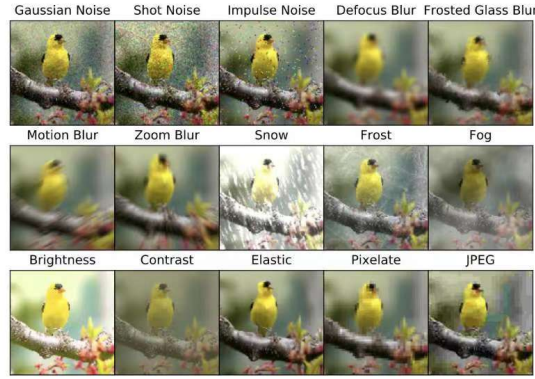 Gaussian Noise Shot Noise Impulse Noise Defocus Blur Frosted Glass Blur
Motion Blur Zoom Blur Snow Frost Fog
Brightness Contrast Elastic Pixelate JPEG